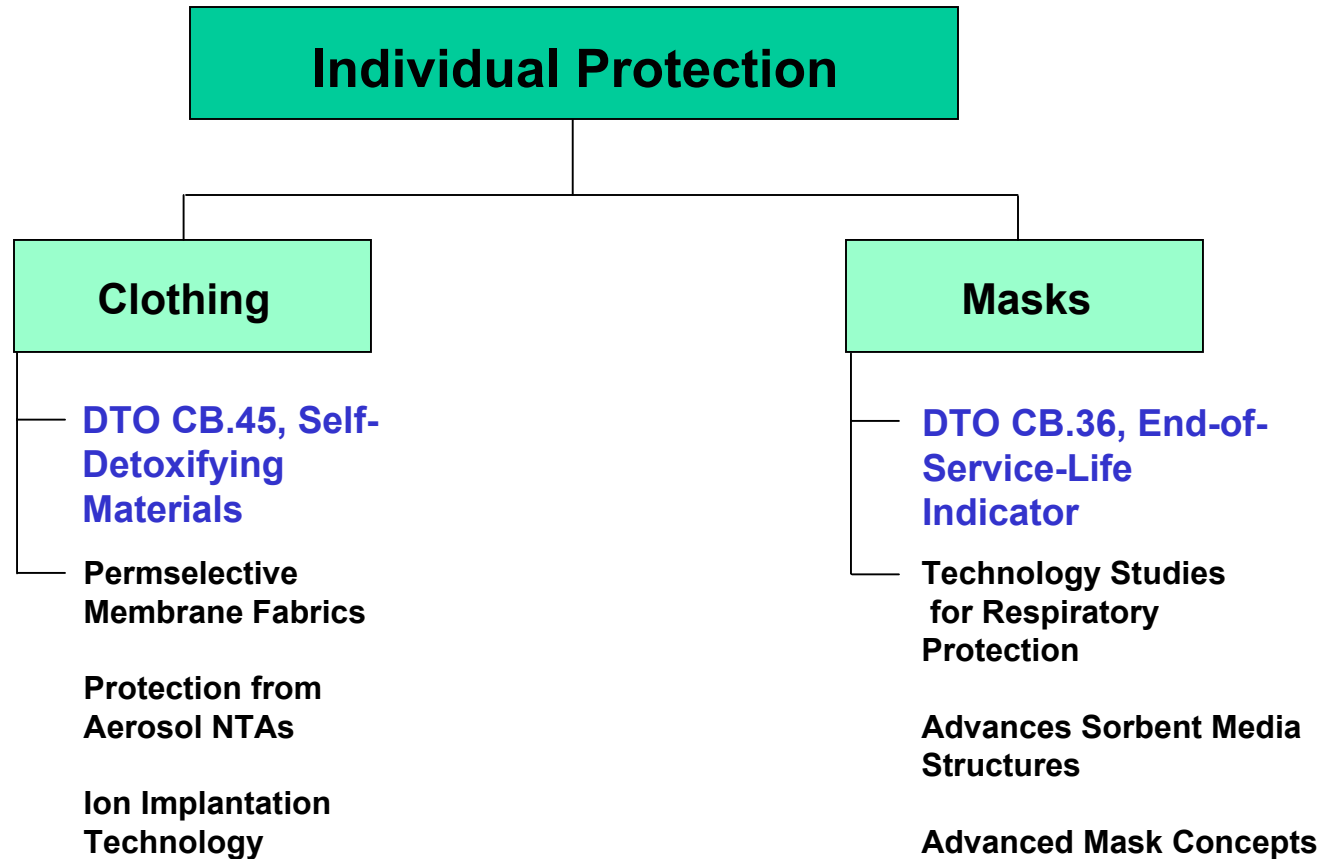 Individual Protection
Clothing
DTO CB.45, Self-
Detoxifying
Materials
Permselective
Membrane Fabrics
Protection from
Aerosol NTAs
Ion Implantation
Technology
Masks
DTO CB.36, End-of-
Service-Life
Indicator
Technology Studies
for Respiratory
Protection
Advances Sorbent Media
Structures
Advanced Mask Concepts